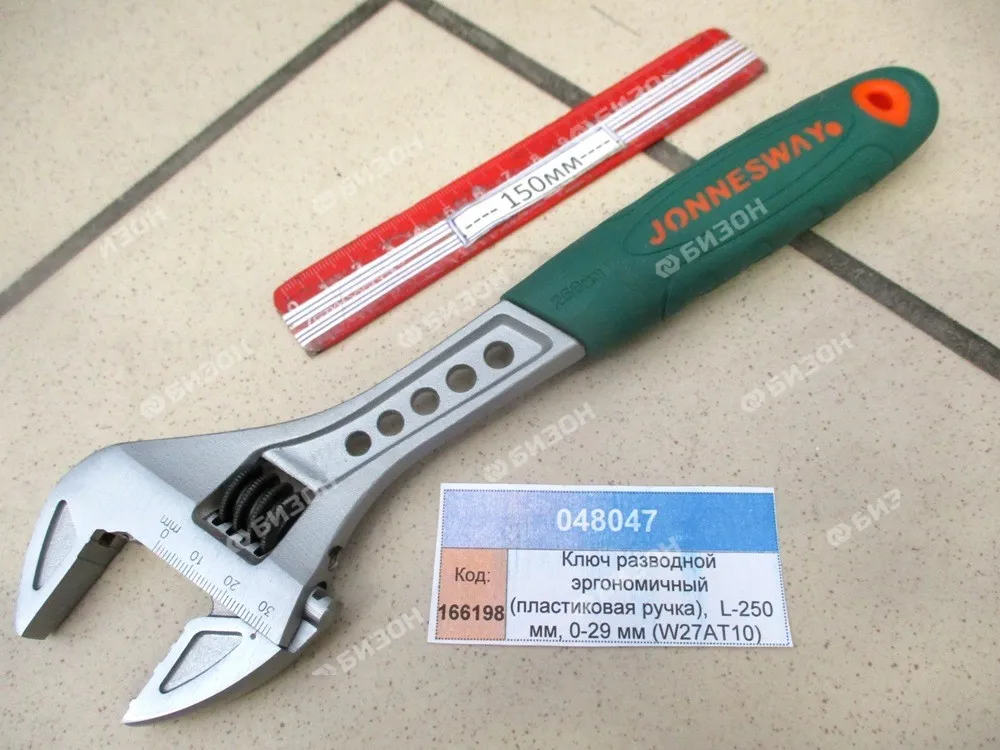 ----150мм----
JONNESWAY
0 mm
10
20
30
048047
Код:
166198
Ключ разводной
эргономичный
(пластиковая ручка), L-250
мм, 0-29 мм (W27AT10)
БИЗОН